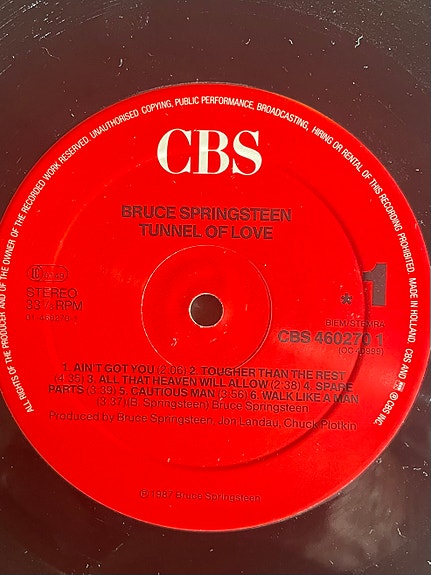 ALL RIGHTS OF THE PRODUCER AND OF THE OWNER OF THE RECORDED WORK RESERVED. UNAUTHORISED COPYING, PUBLIC PERFORMANCE, BROADCASTING, HIRING OR RENTAL OF THIS RECORDING PROHIBITED. MADE IN HOLLAND CBS AND ® CBS INC.
CBS
BRUCE SPRINGSTEEN
TUNNEL OF LOVE
STEREO
33⅓ RPM
1
*
BIEM/STEMRA
CBS 460270 1
1. AIN'T GOT YOU (2:06) 2. TOUGHER THAN THE REST
(4:35) 3. ALL THAT HEAVEN WILL ALLOW (2:38) 4. SPARE
PARTS (3:39) 5. CAUTIOUS MAN (3:56) 6. WALK LIKE A MAN
(3:37) (B. Springsteen) Bruce Springsteen
Produced by Bruce Springsteen, Jon Landau, Chuck Plotkin
℗ 1987 Bruce Springsteen